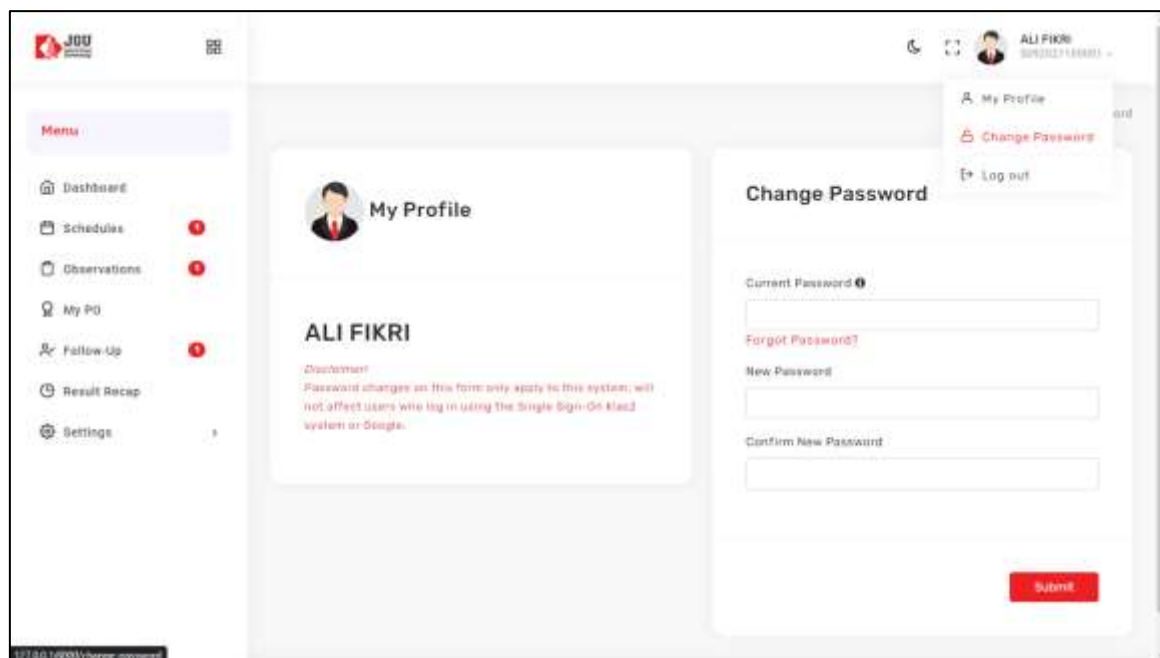 JGU
ALI FIKRI
My Profile
Change Password
Log out
Menu
Dashboard
Schedules
Observations
My PO
Follow-Up
Result Recap
Settings
My Profile
ALI FIKRI
Disclaimer!
Password changes on this form only apply to this system, will
not affect users who log in using the Single Sign-On Klas2
system or Google.
Change Password
Current Password
Forgot Password?
New Password
Confirm New Password
Submit